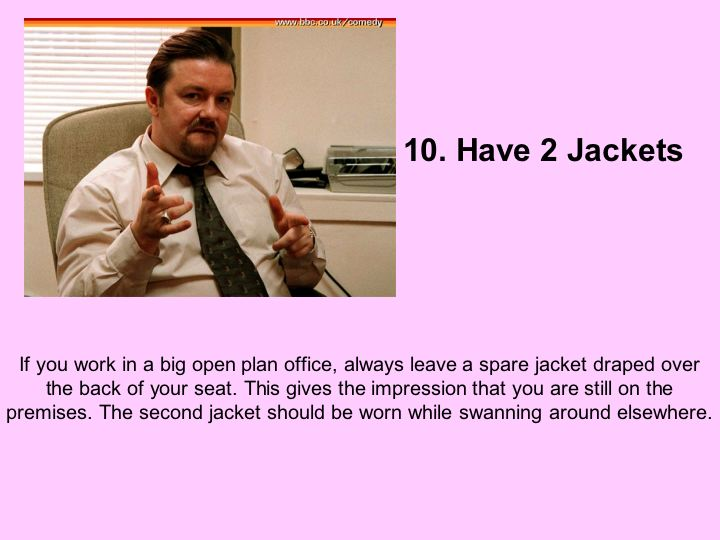 www.bbc.co.uk/comedy
10. Have 2 Jackets
If you work in a big open plan office, always leave a spare jacket draped over
the back of your seat. This gives the impression that you are still on the
premises. The second jacket should be worn while swanning around elsewhere.